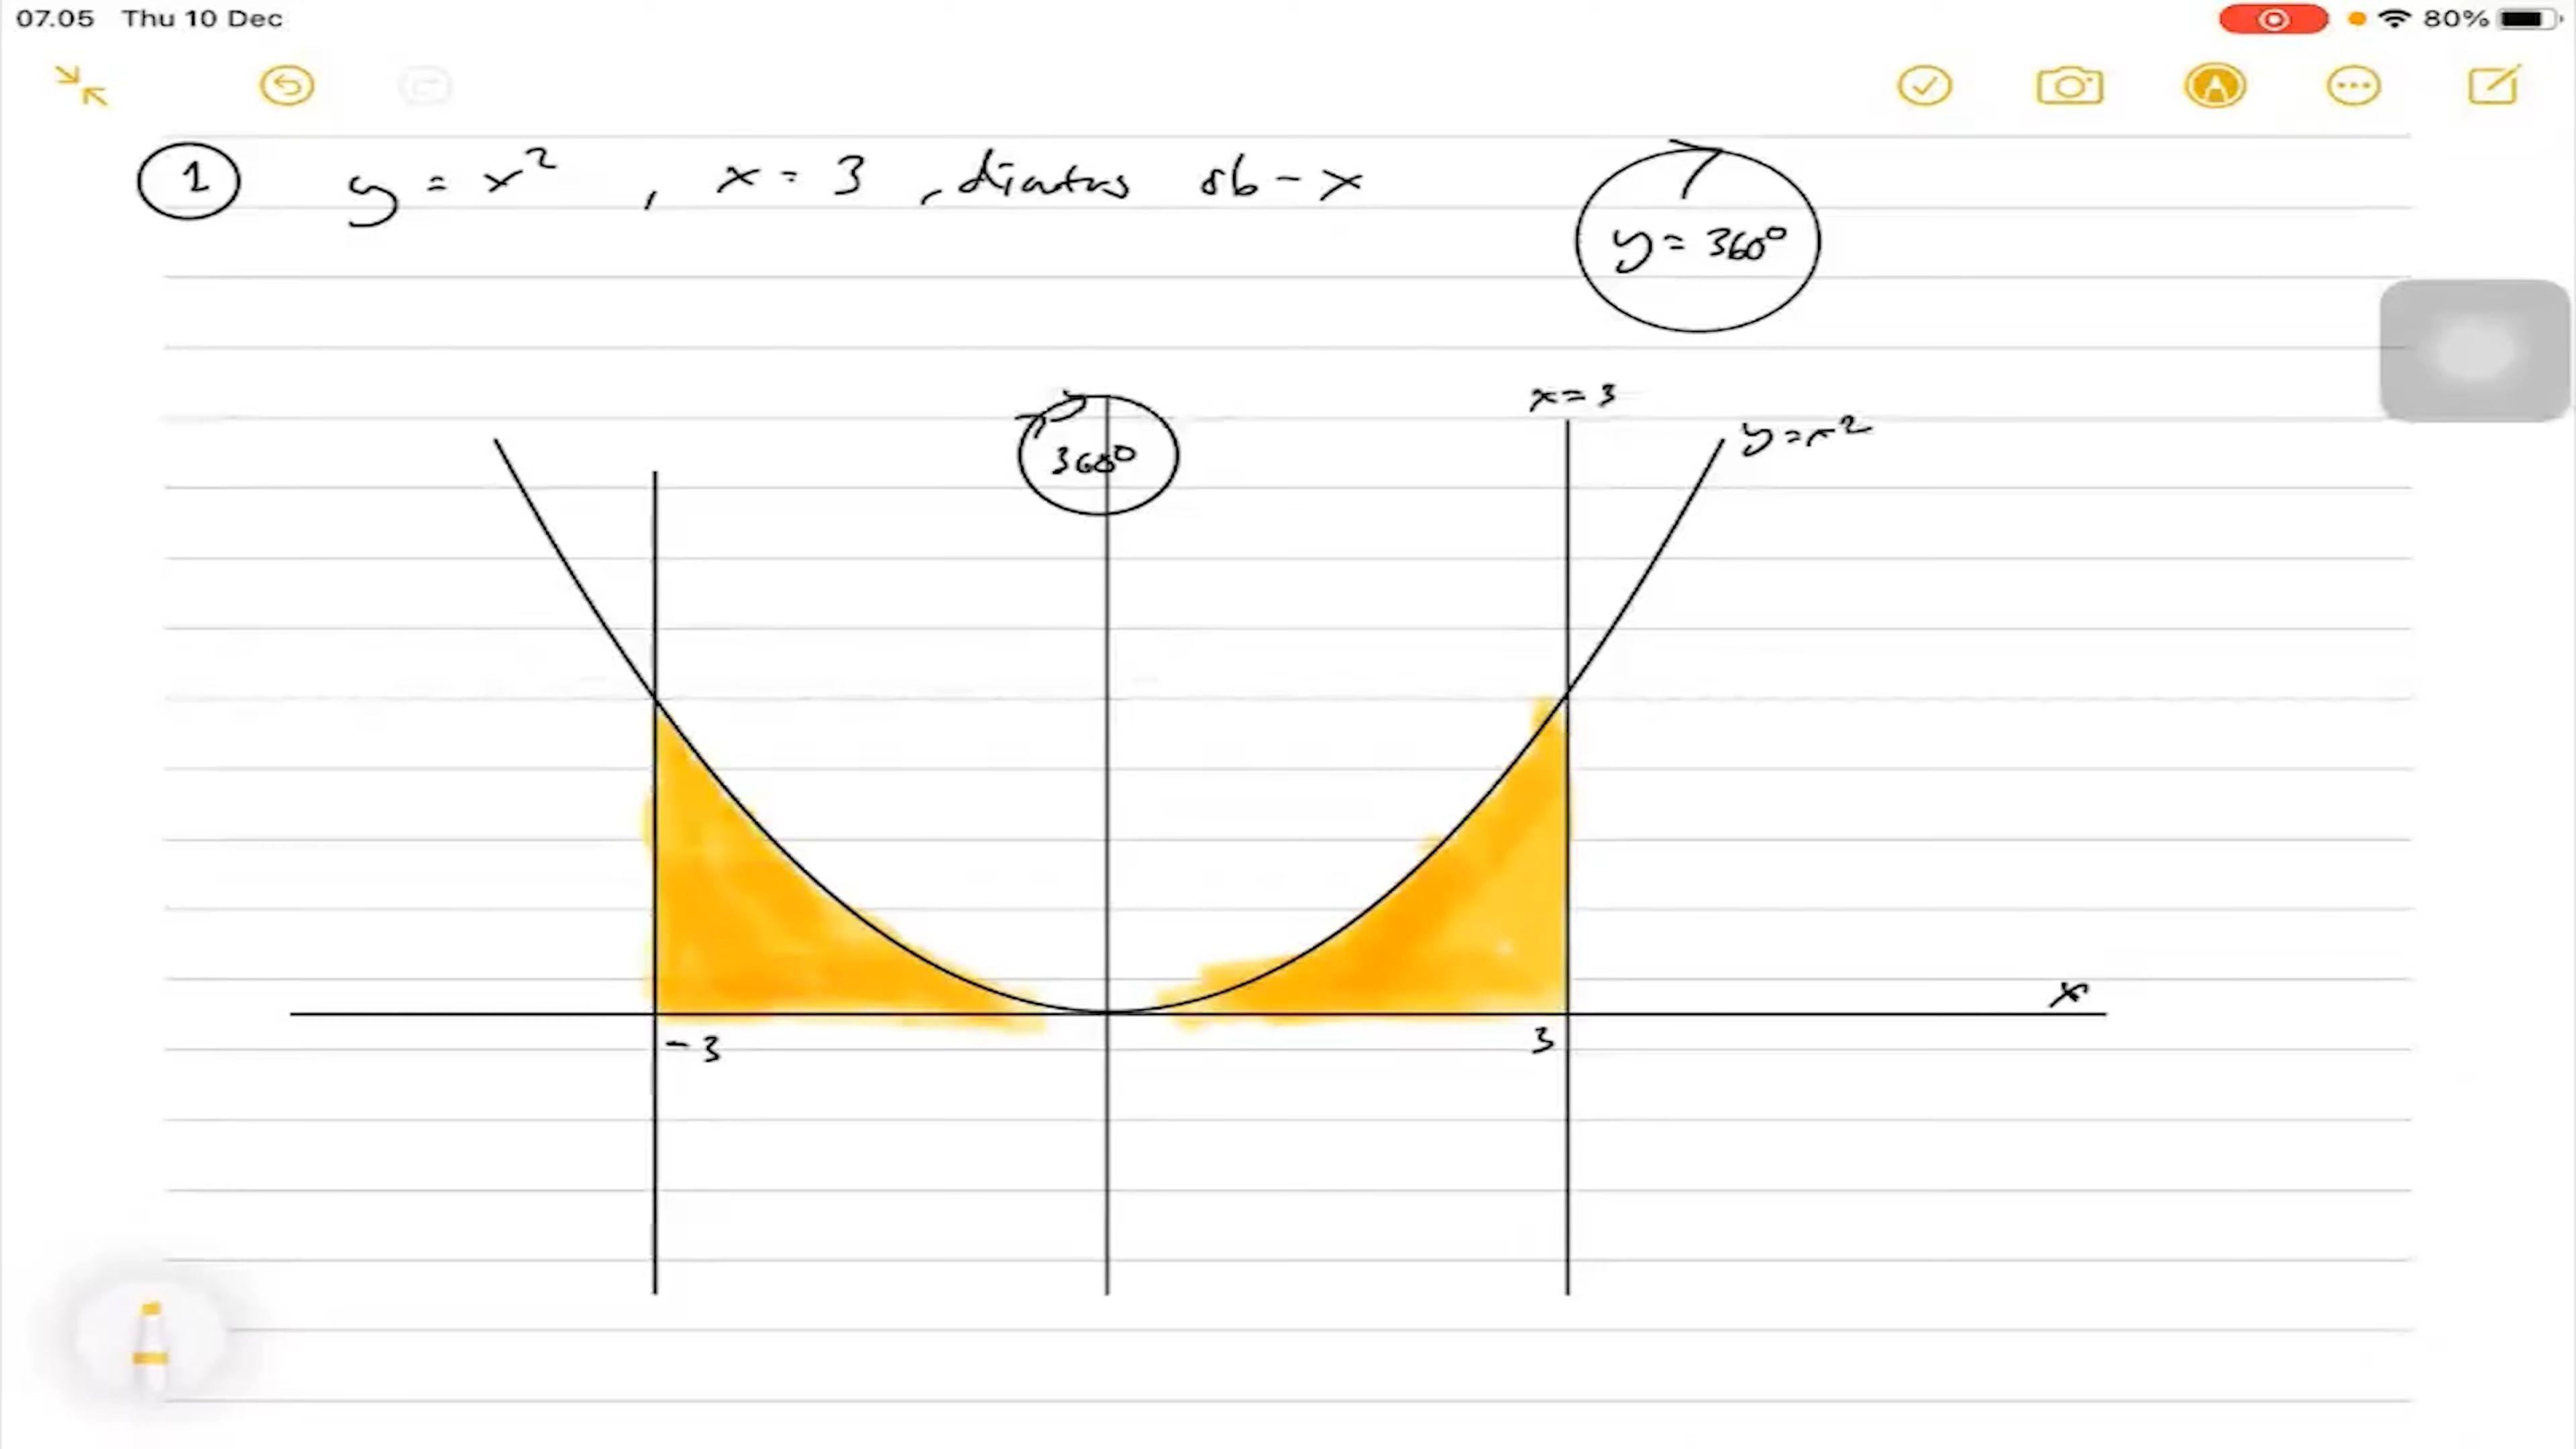 07.05 Thu 10 Dec 80%
1 y = x² , x = 3 , diatas sb-x
y = 360°
360°
x = 3
y = x²
x
-3 3